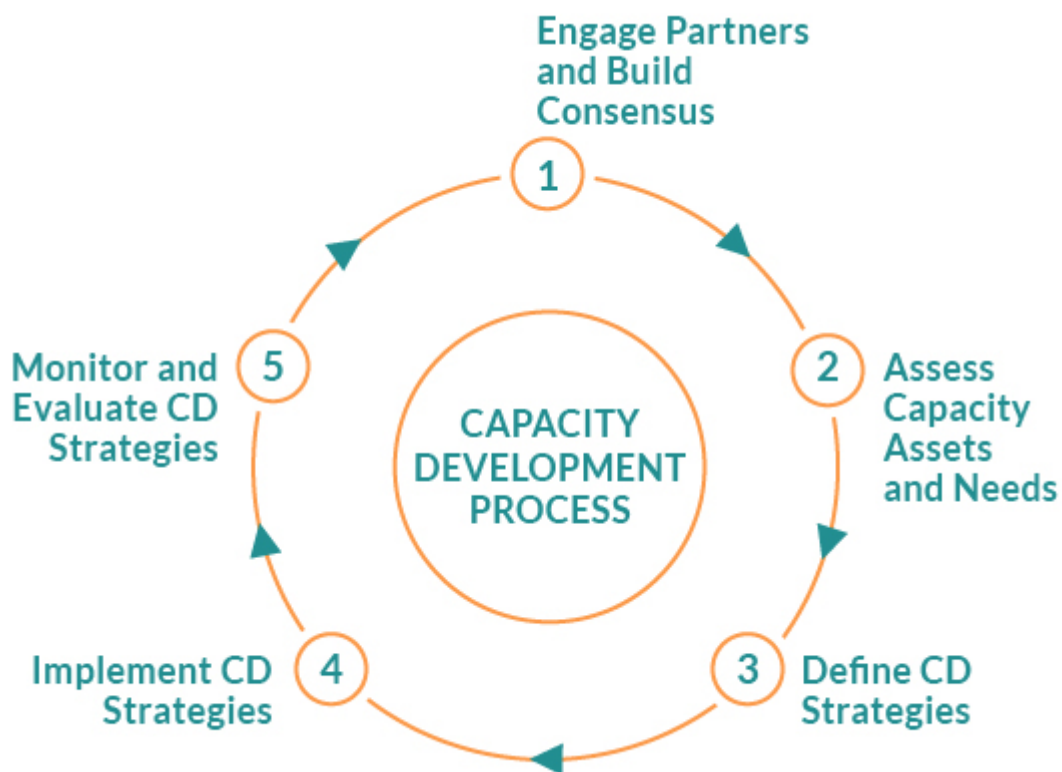 Engage Partners
and Build
Consensus
1
2
Assess
Capacity
Assets
and Needs
3
Define CD
Strategies
4
Implement CD
Strategies
5
Monitor and
Evaluate CD
Strategies
CAPACITY
DEVELOPMENT
PROCESS